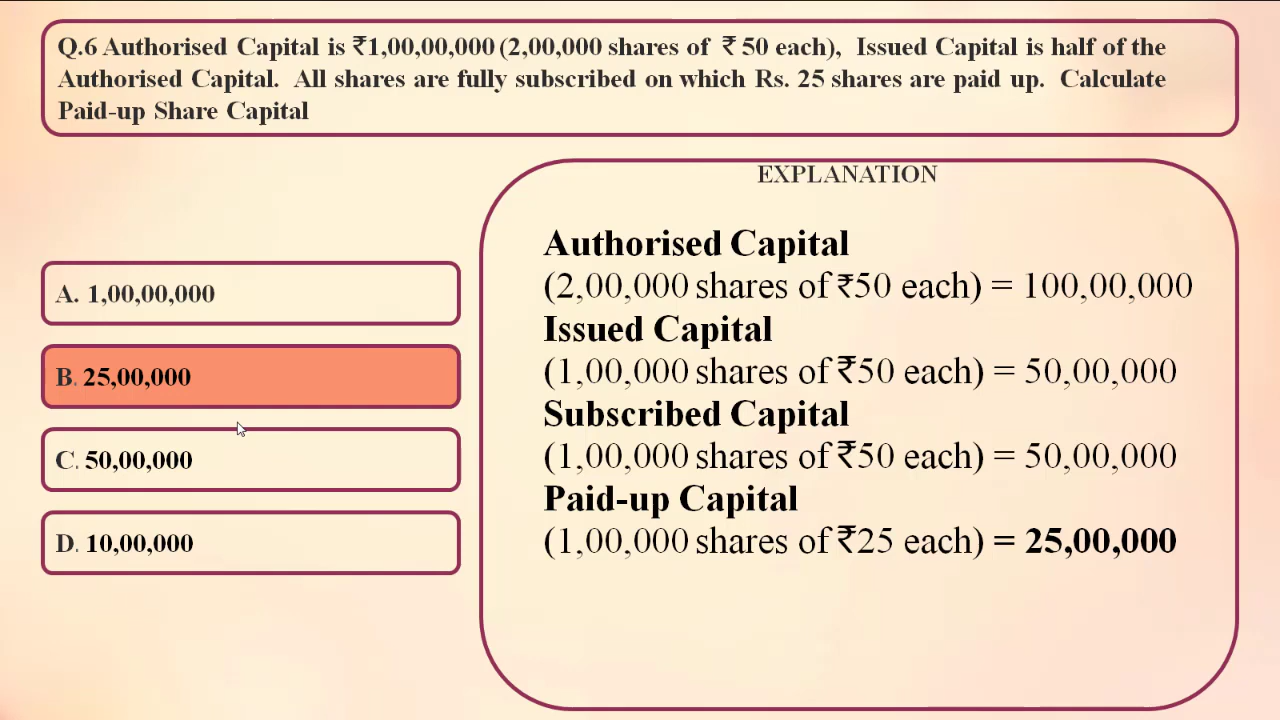 Q.6 Authorised Capital is ₹1,00,00,000 (2,00,000 shares of ₹ 50 each), Issued Capital is half of the
Authorised Capital. All shares are fully subscribed on which Rs. 25 shares are paid up. Calculate
Paid-up Share Capital
A. 1,00,00,000
B. 25,00,000
C. 50,00,000
D. 10,00,000
EXPLANATION
Authorised Capital
(2,00,000 shares of ₹50 each) = 100,00,000
Issued Capital
(1,00,000 shares of ₹50 each) = 50,00,000
Subscribed Capital
(1,00,000 shares of ₹50 each) = 50,00,000
Paid-up Capital
(1,00,000 shares of ₹25 each) = 25,00,000